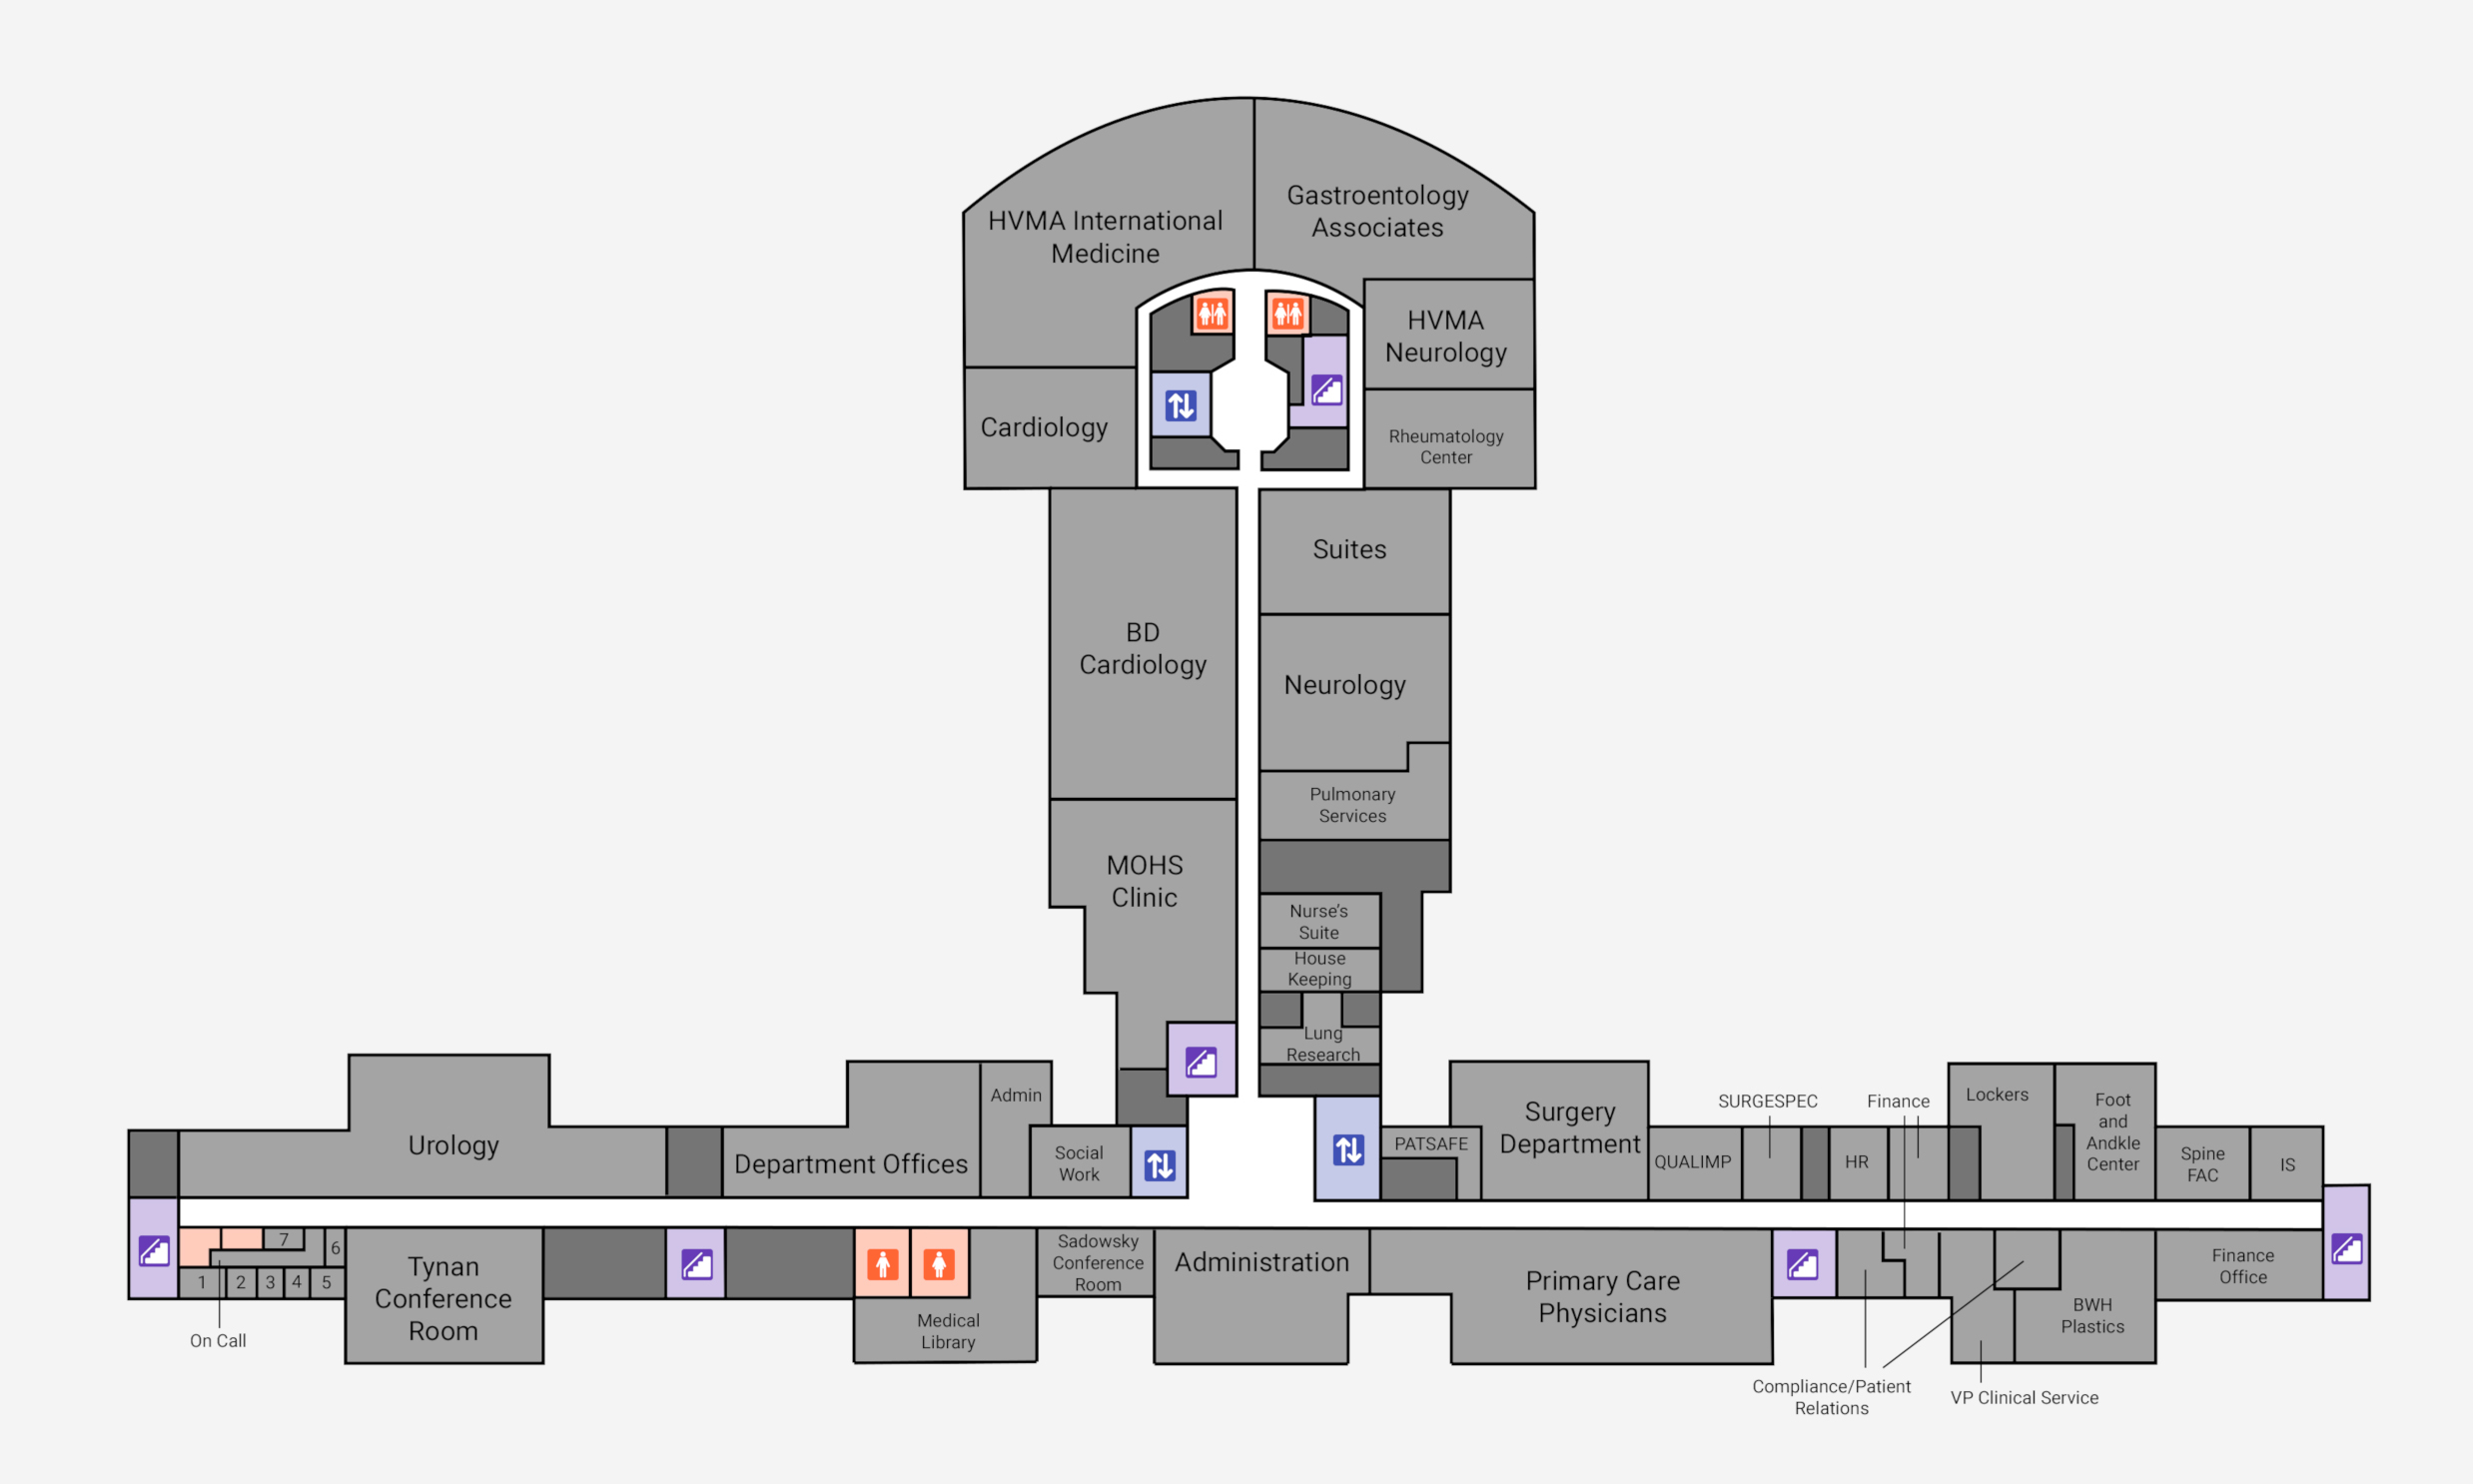 Gastroentology
Associates
HVMA International
Medicine
HVMA
Neurology
Cardiology
Rheumatology
Center
Suites
BD
Cardiology
Neurology
Pulmonary
Services
MOHS
Clinic
Nurse’s
Suite
House
Keeping
Lung
Research
Urology
Department Offices
Admin
Social
Work
PATSAFE
Surgery
Department
QUALIMP
SURGESPEC
HR
Finance
Lockers
Foot
and
Andkle
Center
Spine
FAC
IS
7
6
1
2
3
4
5
On Call
Tynan
Conference
Room
Medical
Library
Sadowsky
Conference
Room
Administration
Primary Care
Physicians
Compliance/Patient
Relations
VP Clinical Service
BWH
Plastics
Finance
Office